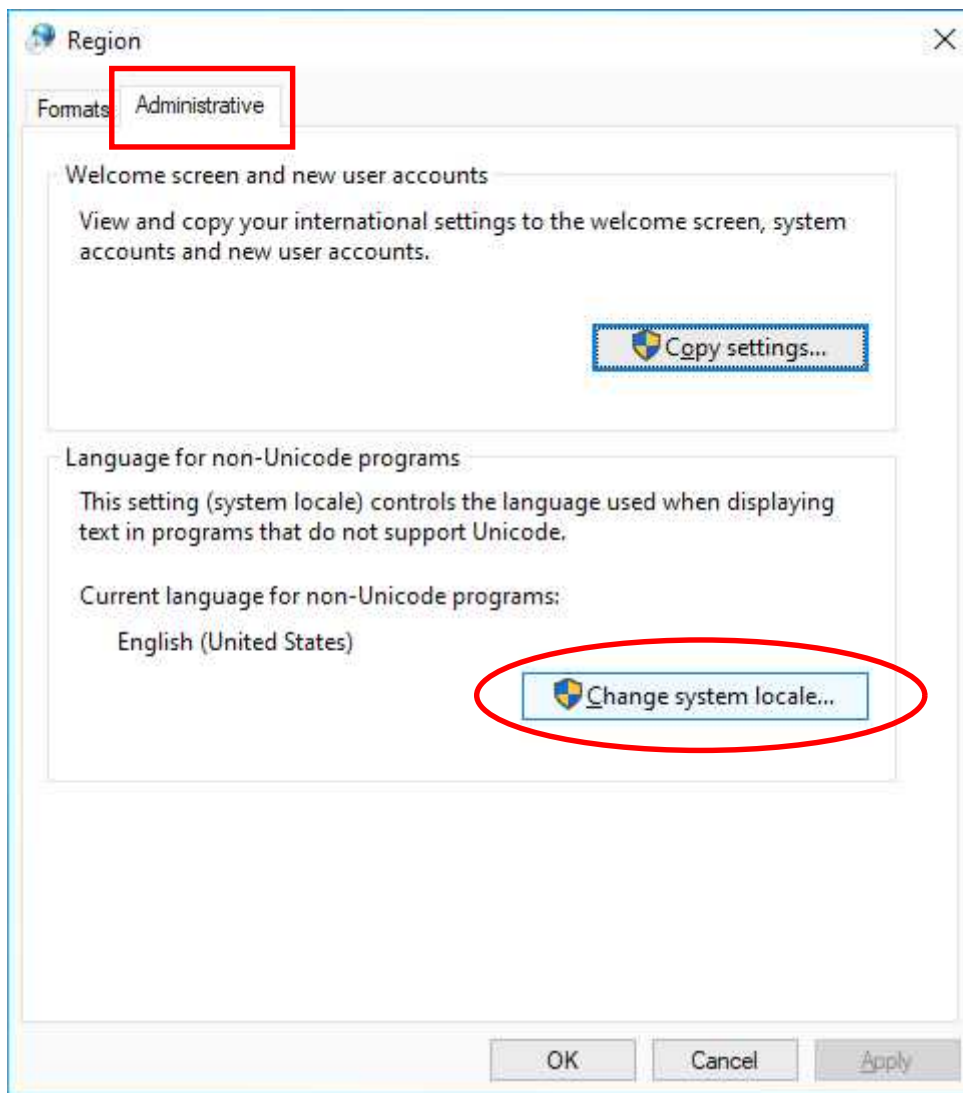 Region
Formats
Administrative
Welcome screen and new user accounts
View and copy your international settings to the welcome screen, system
accounts and new user accounts.
Copy settings...
Language for non-Unicode programs
This setting (system locale) controls the language used when displaying
text in programs that do not support Unicode.
Current language for non-Unicode programs:
English (United States)
Change system locale...
OK
Cancel
Apply